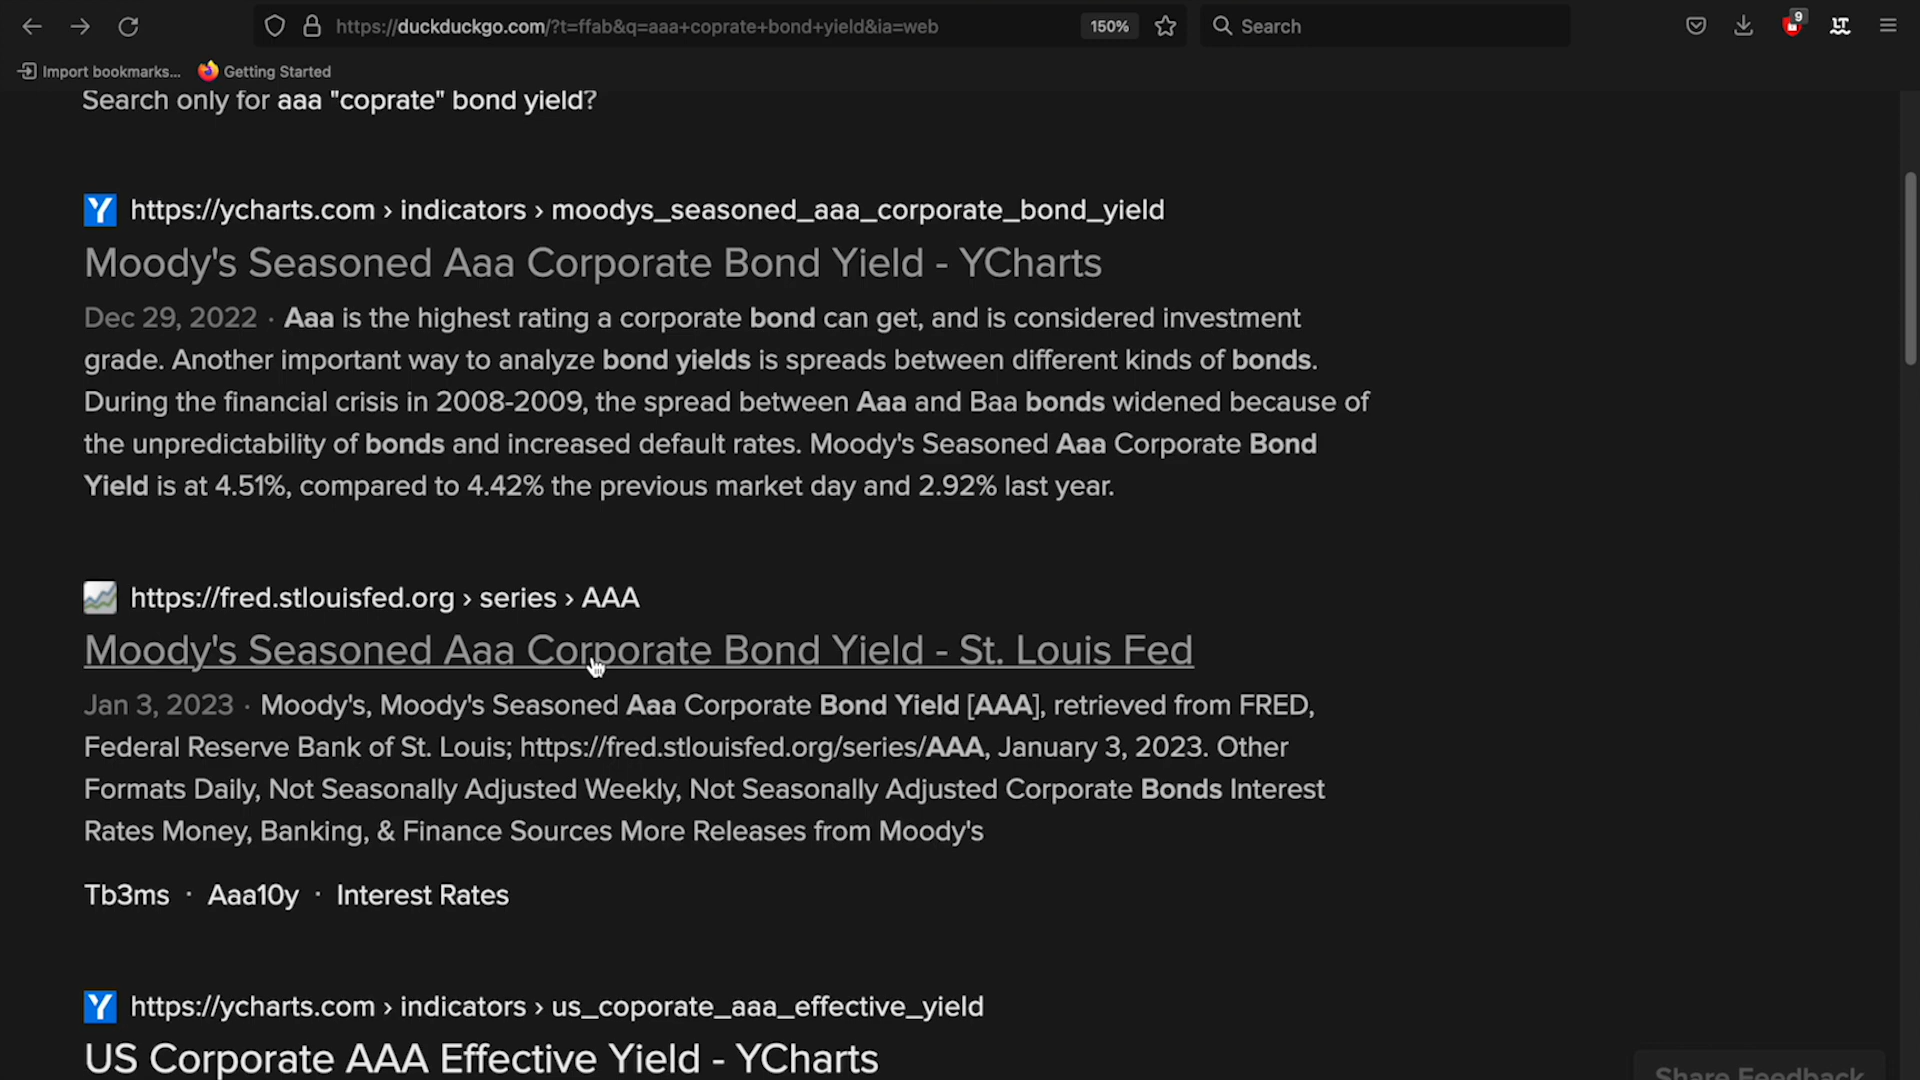 https://duckduckgo.com/?t=ffab&q=aaa+coprate+bond+yield&ia=web
150%
Search
9
LT
Import bookmarks...
Getting Started
Search only for aaa "coprate" bond yield?
Y
https://ycharts.com › indicators › moodys_seasoned_aaa_corporate_bond_yield
Moody's Seasoned Aaa Corporate Bond Yield - YCharts
Dec 29, 2022 · Aaa is the highest rating a corporate bond can get, and is considered investment
grade. Another important way to analyze bond yields is spreads between different kinds of bonds.
During the financial crisis in 2008-2009, the spread between Aaa and Baa bonds widened because of
the unpredictability of bonds and increased default rates. Moody's Seasoned Aaa Corporate Bond
Yield is at 4.51%, compared to 4.42% the previous market day and 2.92% last year.
https://fred.stlouisfed.org › series › AAA
Moody's Seasoned Aaa Corporate Bond Yield - St. Louis Fed
Jan 3, 2023 · Moody's, Moody's Seasoned Aaa Corporate Bond Yield [AAA], retrieved from FRED,
Federal Reserve Bank of St. Louis; https://fred.stlouisfed.org/series/AAA, January 3, 2023. Other
Formats Daily, Not Seasonally Adjusted Weekly, Not Seasonally Adjusted Corporate Bonds Interest
Rates Money, Banking, & Finance Sources More Releases from Moody's
Tb3ms · Aaa10y · Interest Rates
Y
https://ycharts.com › indicators › us_coporate_aaa_effective_yield
US Corporate AAA Effective Yield - YCharts
Share Feedback